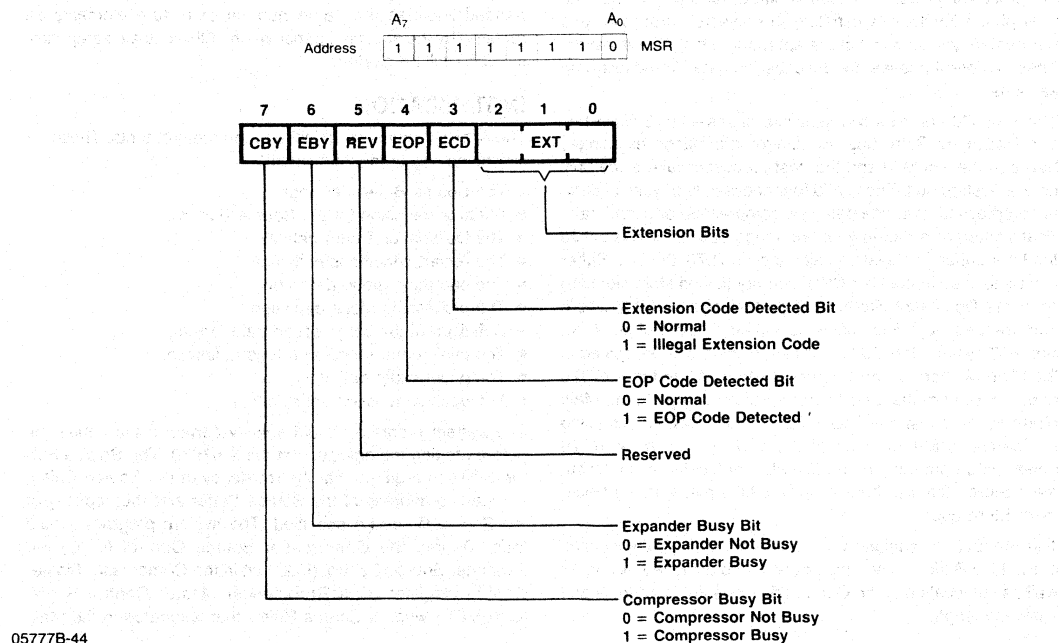 A7 A0
Address 1 1 1 1 1 1 1 0 MSR
7 6 5 4 3 2 1 0
CBY EBY REV EOP ECD EXT
Extension Bits
Extension Code Detected Bit
0 = Normal
1 = Illegal Extension Code
EOP Code Detected Bit
0 = Normal
1 = EOP Code Detected '
Reserved
Expander Busy Bit
0 = Expander Not Busy
1 = Expander Busy
Compressor Busy Bit
0 = Compressor Not Busy
1 = Compressor Busy
05777B-44